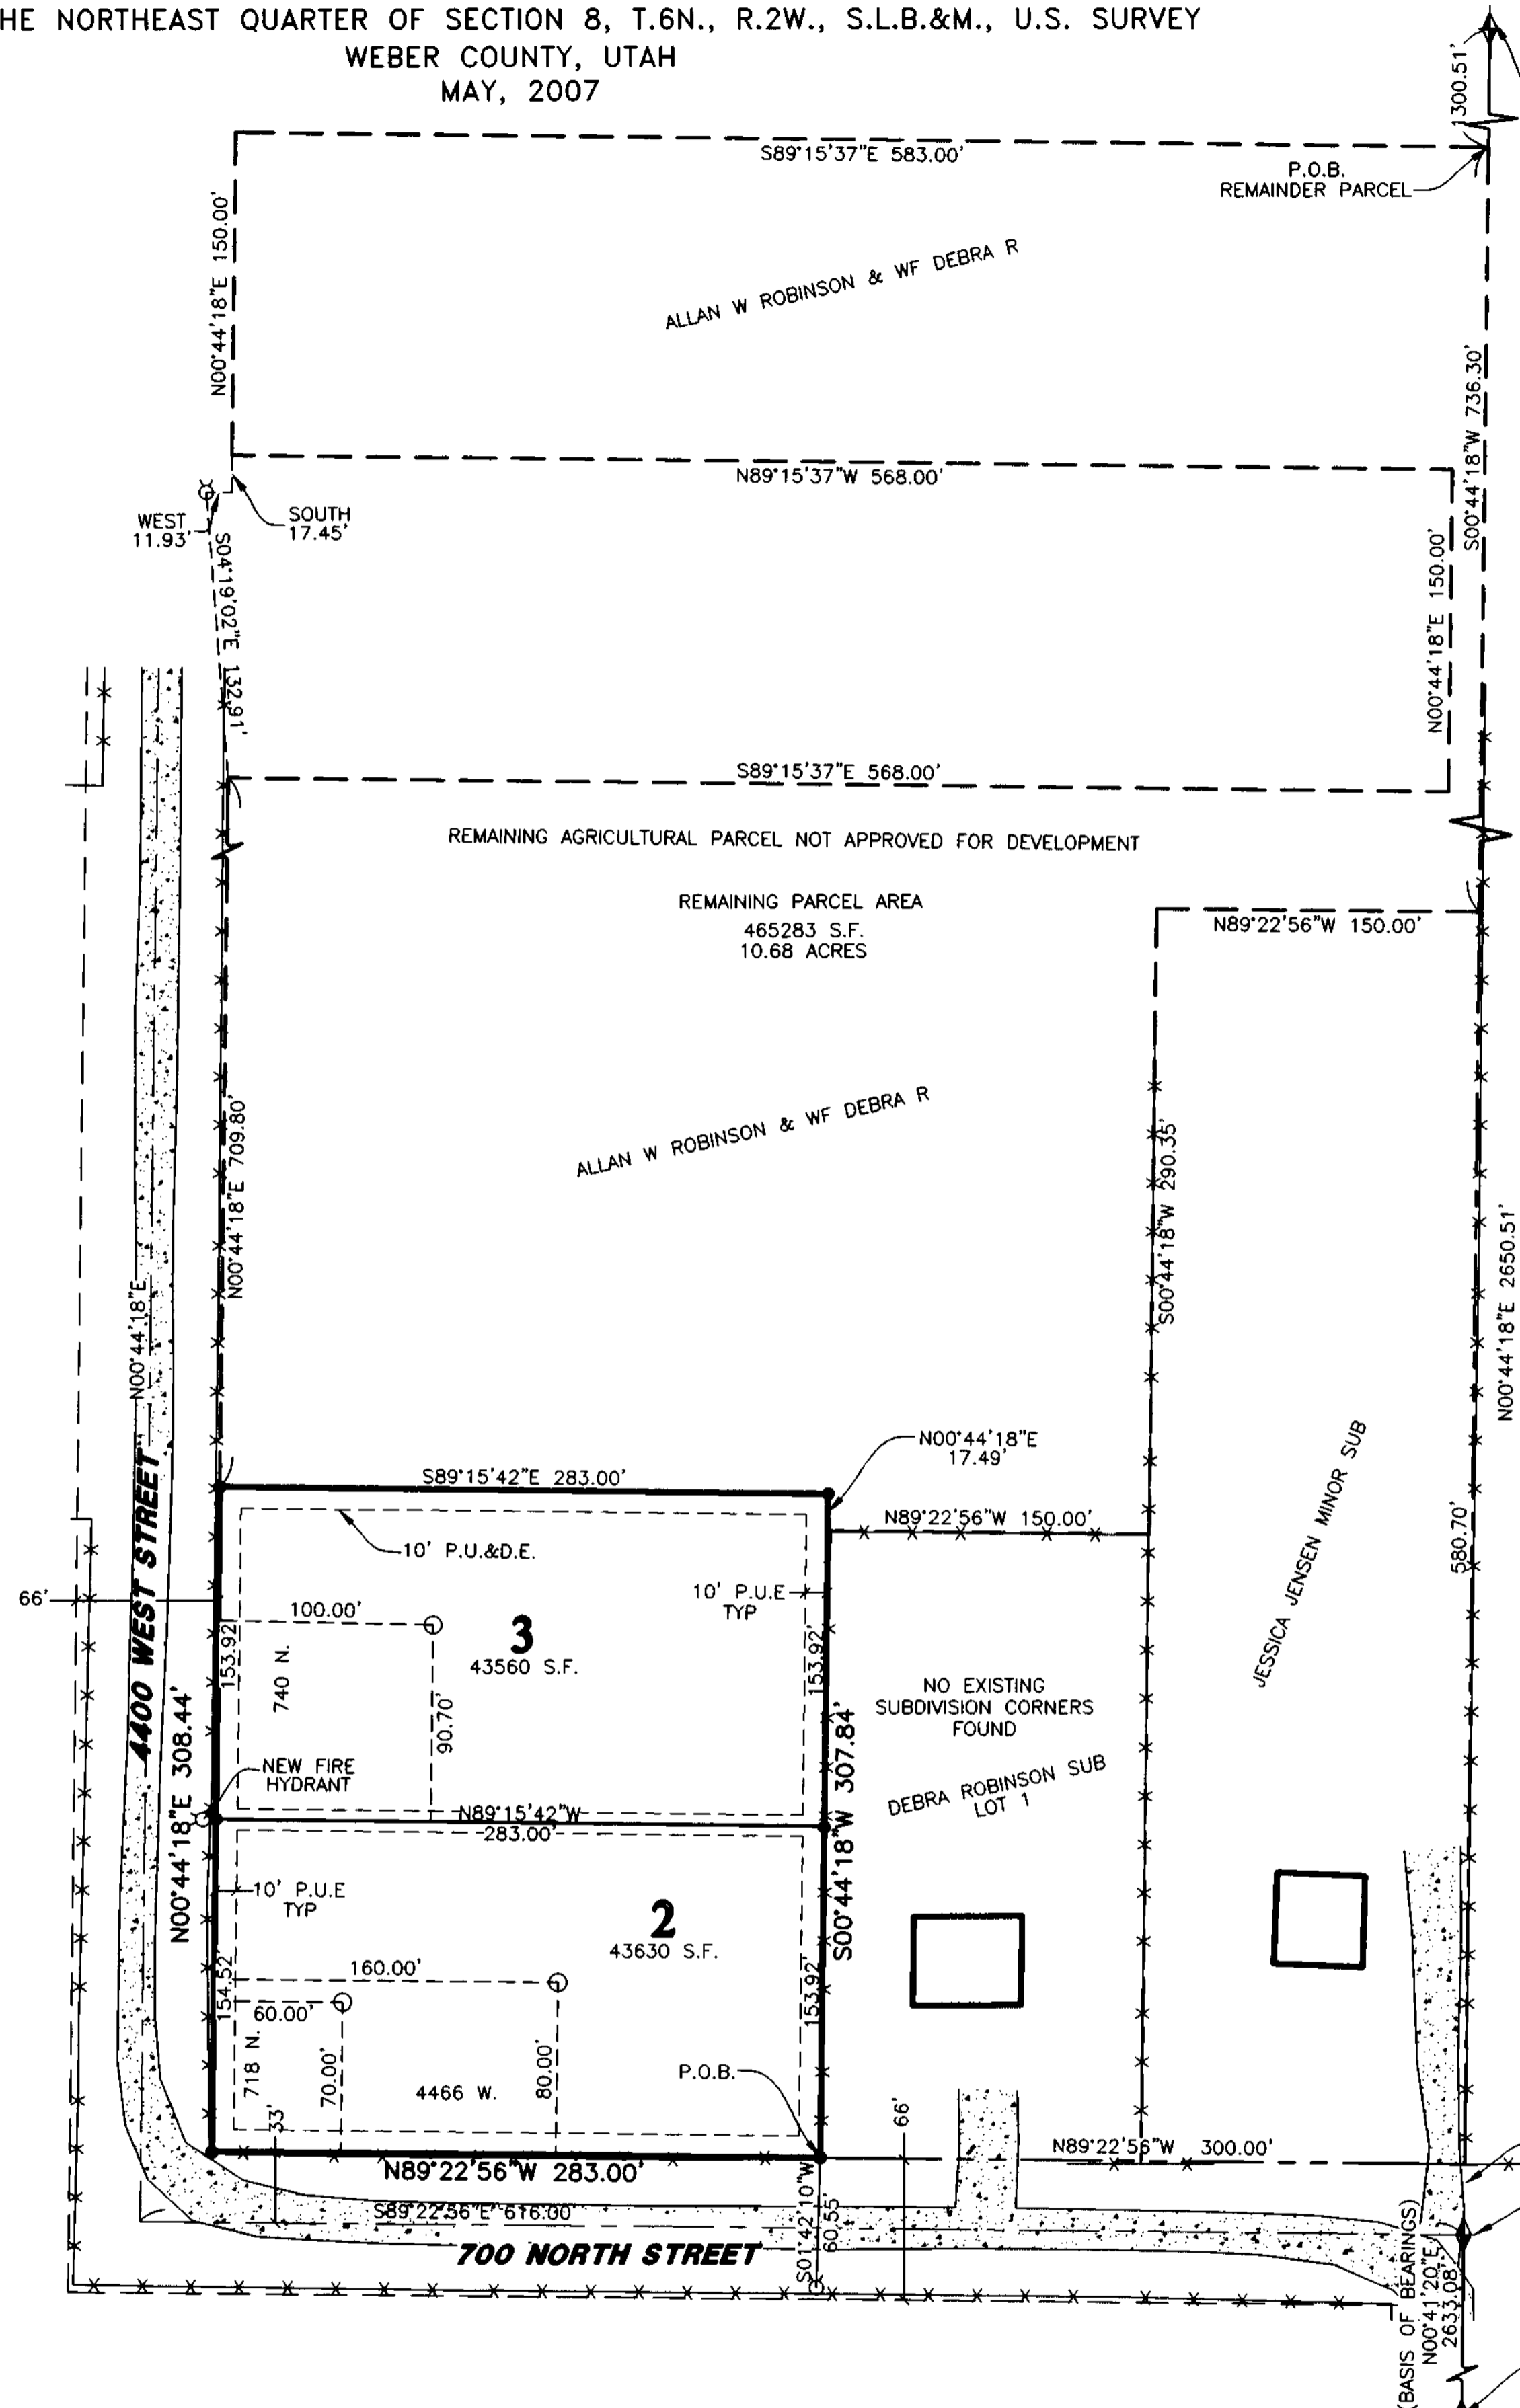 HE NORTHEAST QUARTER OF SECTION 8, T.6N., R.2W., S.L.B.&M., U.S. SURVEY
WEBER COUNTY, UTAH
MAY, 2007
1300.51'
S89°15'37"E 583.00'
P.O.B.
REMAINDER PARCEL
N00°44'18"E 150.00'
ALLAN W ROBINSON & WF DEBRA R
S00°44'18"W 736.30'
N89°15'37"W 568.00'
WEST
11.93'
SOUTH
17.45'
S04°19'02"E 132.91'
N00°44'18"E 150.00'
S89°15'37"E 568.00'
REMAINING AGRICULTURAL PARCEL NOT APPROVED FOR DEVELOPMENT
REMAINING PARCEL AREA
465283 S.F.
10.68 ACRES
N89°22'56"W 150.00'
ALLAN W ROBINSON & WF DEBRA R
N00°44'18"E 709.80'
S00°44'18"W 290.35'
N00°44'18"E 2650.51'
N00°44'18"E
4400 WEST STREET
N00°44'18"E
17.49'
S89°15'42"E 283.00'
N89°22'56"W 150.00'
10' P.U.&D.E.
10' P.U.E
TYP
66'
100.00'
3
43560 S.F.
153.92'
740 N.
90.70'
153.92'
JESSICA JENSEN MINOR SUB
580.70'
NO EXISTING
SUBDIVISION CORNERS
FOUND
DEBRA ROBINSON SUB
LOT 1
NEW FIRE
HYDRANT
N00°44'18"E 308.44'
S00°44'18"W 307.84'
N89°15'42"W
283.00'
10' P.U.E
TYP
2
43630 S.F.
154.52'
160.00'
60.00'
153.92'
718 N.
70.00'
80.00'
4466 W.
P.O.B.
33'
66'
N89°22'56"W 283.00'
N89°22'56"W 300.00'
S89°22'56"E 616.00'
S01°42'10"W
60.55'
700 NORTH STREET
(BASIS OF BEARINGS)
N00°41'20"E
2633.08'